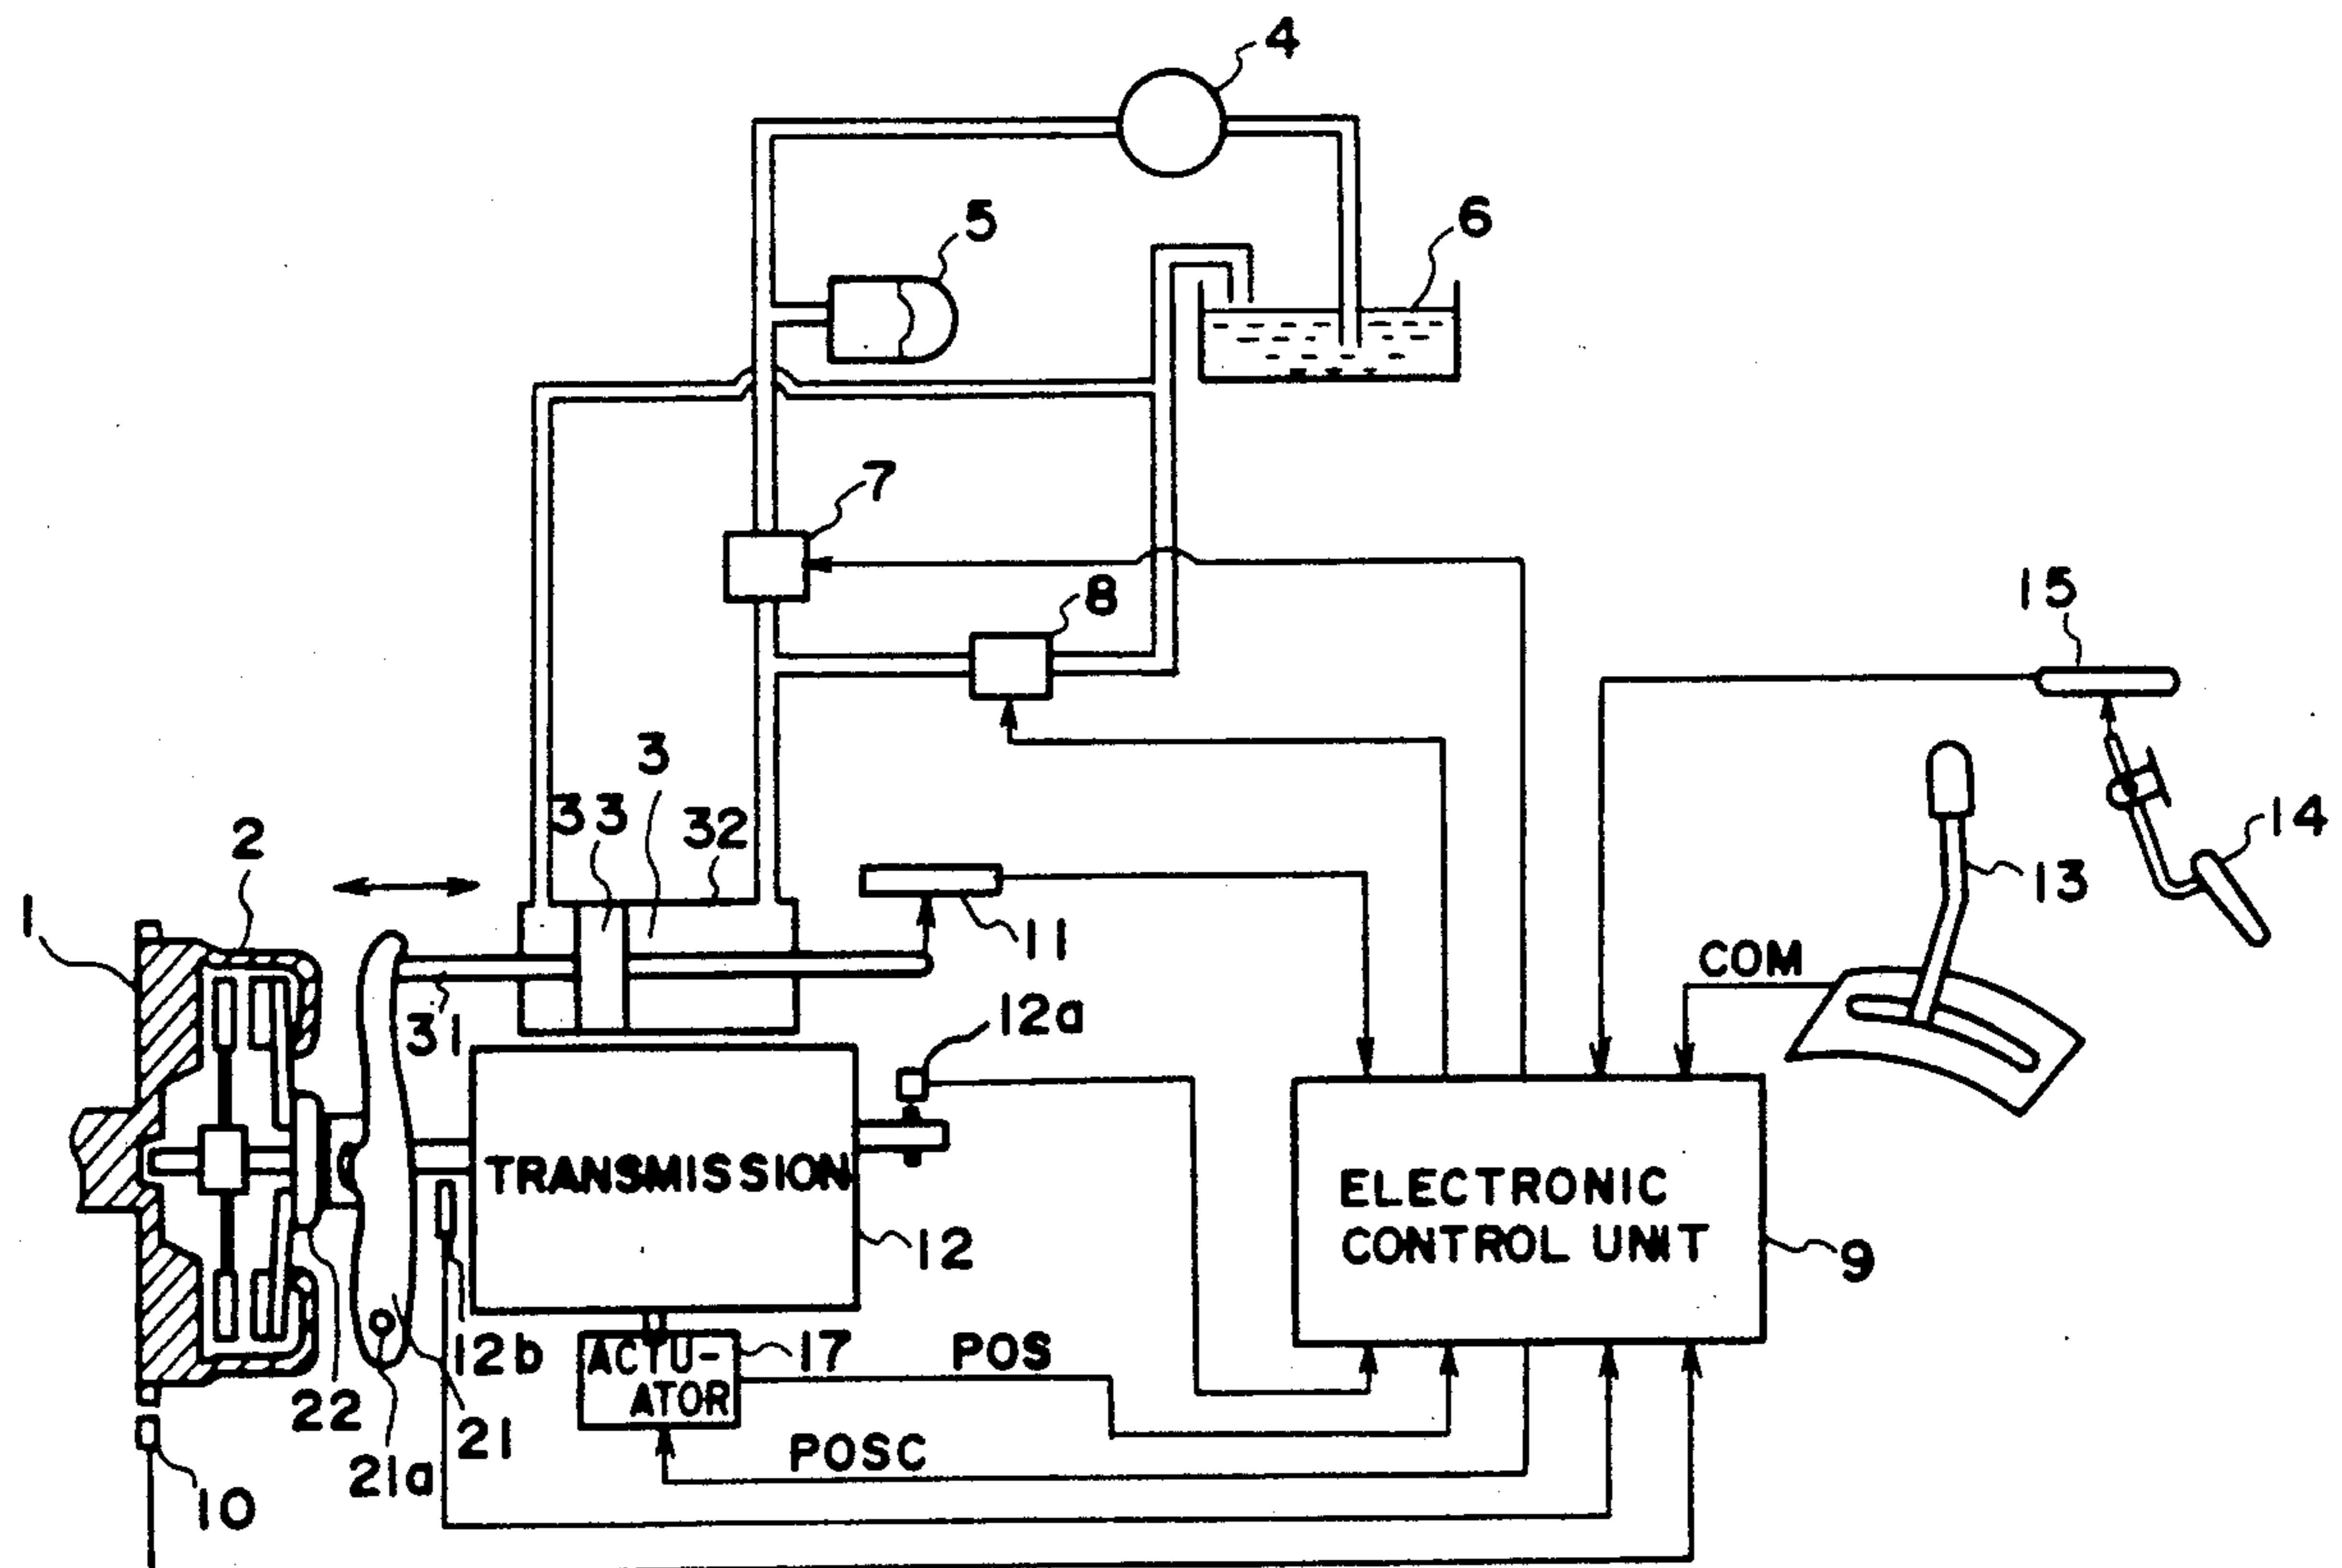 4
5
6
7
8
15
3
33
32
14
2
13
1
11
COM
31
12a
TRANSMISSION
ELECTRONIC
CONTROL UNIT
12
9
12b
ACTU-
ATOR
17
POS
22
21
POSC
21a
10